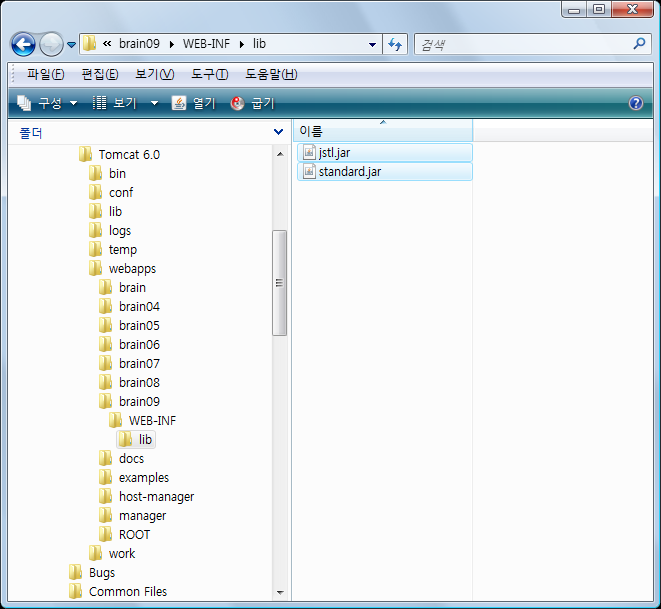 « brain09 ▸ WEB-INF ▸ lib
검색
파일(F) 편집(E) 보기(V) 도구(T) 도움말(H)
구성 보기 열기 굽기
폴더
이름
Tomcat 6.0
bin
conf
lib
logs
temp
webapps
brain
brain04
brain05
brain06
brain07
brain08
brain09
WEB-INF
lib
docs
examples
host-manager
manager
ROOT
work
Bugs
Common Files
jstl.jar
standard.jar